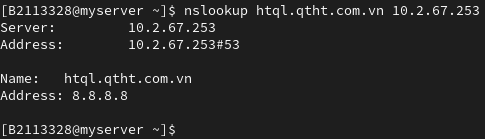 [B2113328@myserver ~]$ nslookup htql.qtht.com.vn 10.2.67.253
Server:         10.2.67.253
Address:        10.2.67.253#53

Name:   htql.qtht.com.vn
Address: 8.8.8.8

[B2113328@myserver ~]$